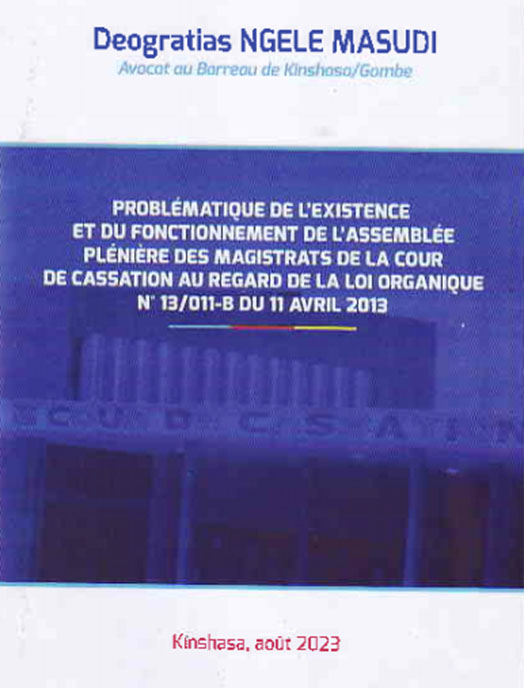 Deogratias NGELE MASUDI
Avocat au Barreau de Kinshasa/Gombe
PROBLÉMATIQUE DE L'EXISTENCE
ET DU FONCTIONNEMENT DE L'ASSEMBLÉE
PLÉNIÈRE DES MAGISTRATS DE LA COUR
DE CASSATION AU REGARD DE LA LOI ORGANIQUE
N° 13/011-B DU 11 AVRIL 2013
Kinshasa, août 2023